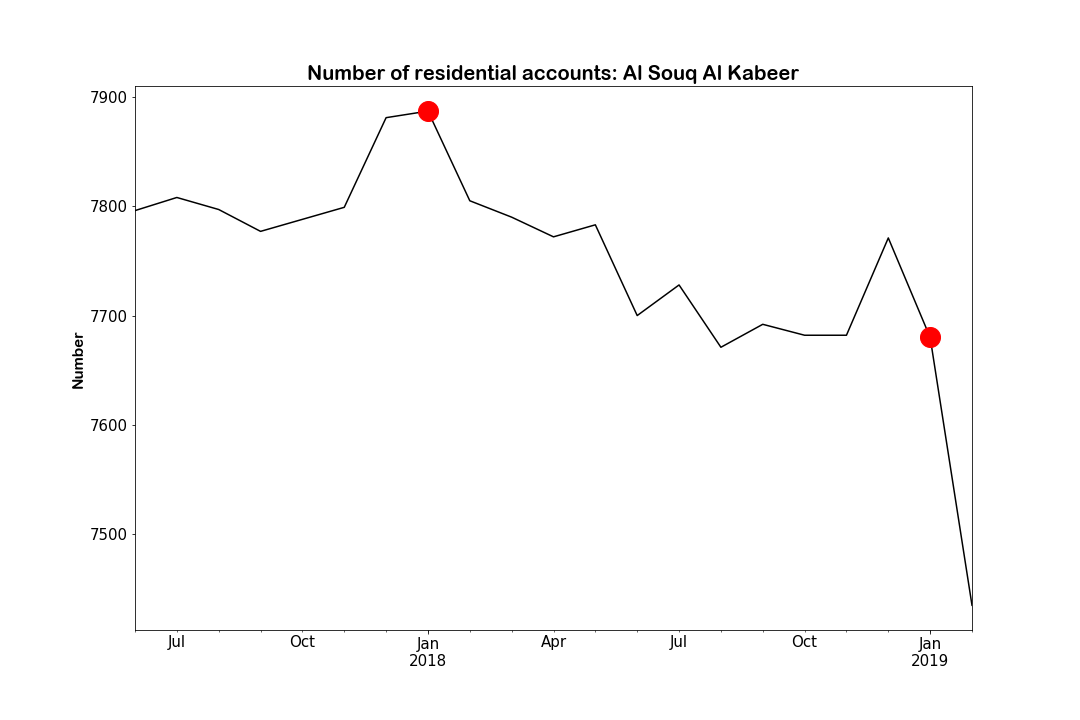 Number of residential accounts: Al Souq Al Kabeer
7900
7800
7700
Number
7600
7500
Jul
Oct
Jan
2018
Apr
Jul
Oct
Jan
2019